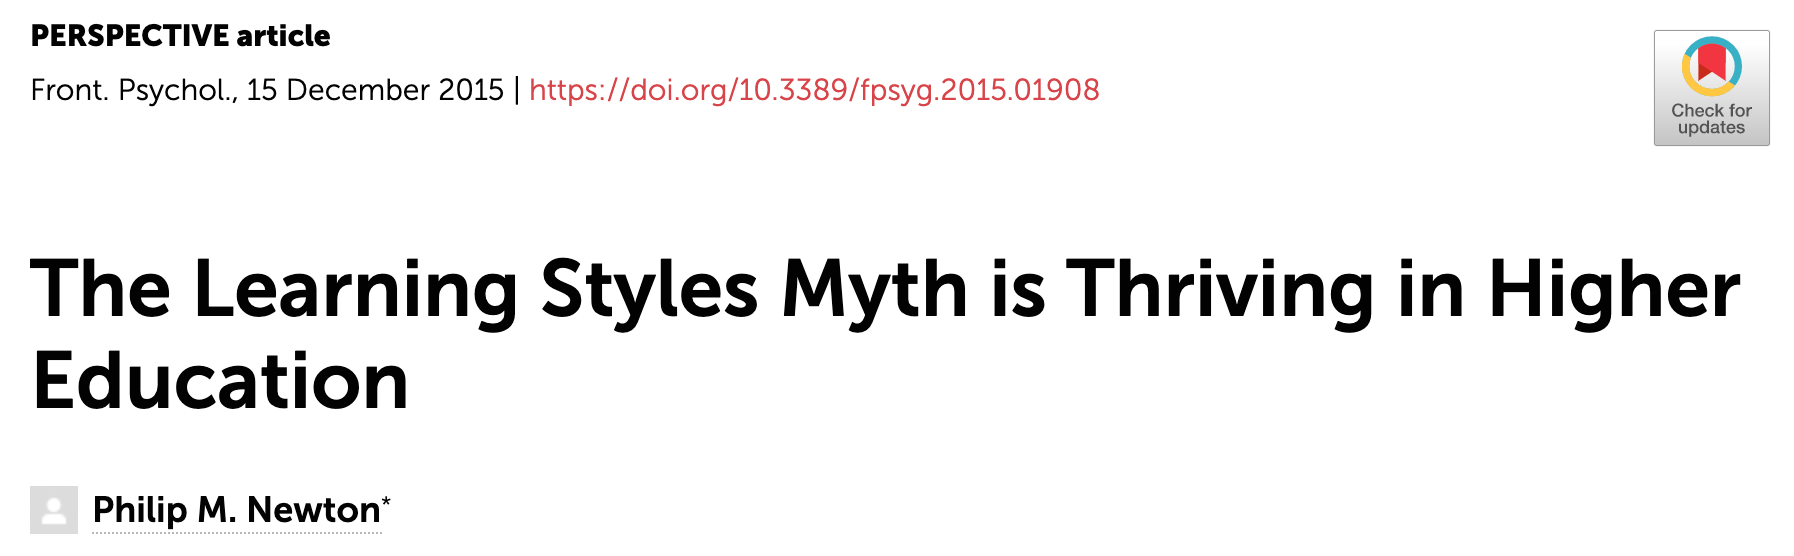 PERSPECTIVE article
Front. Psychol., 15 December 2015 | https://doi.org/10.3389/fpsyg.2015.01908
Check for
updates
The Learning Styles Myth is Thriving in Higher
Education
Philip M. Newton*